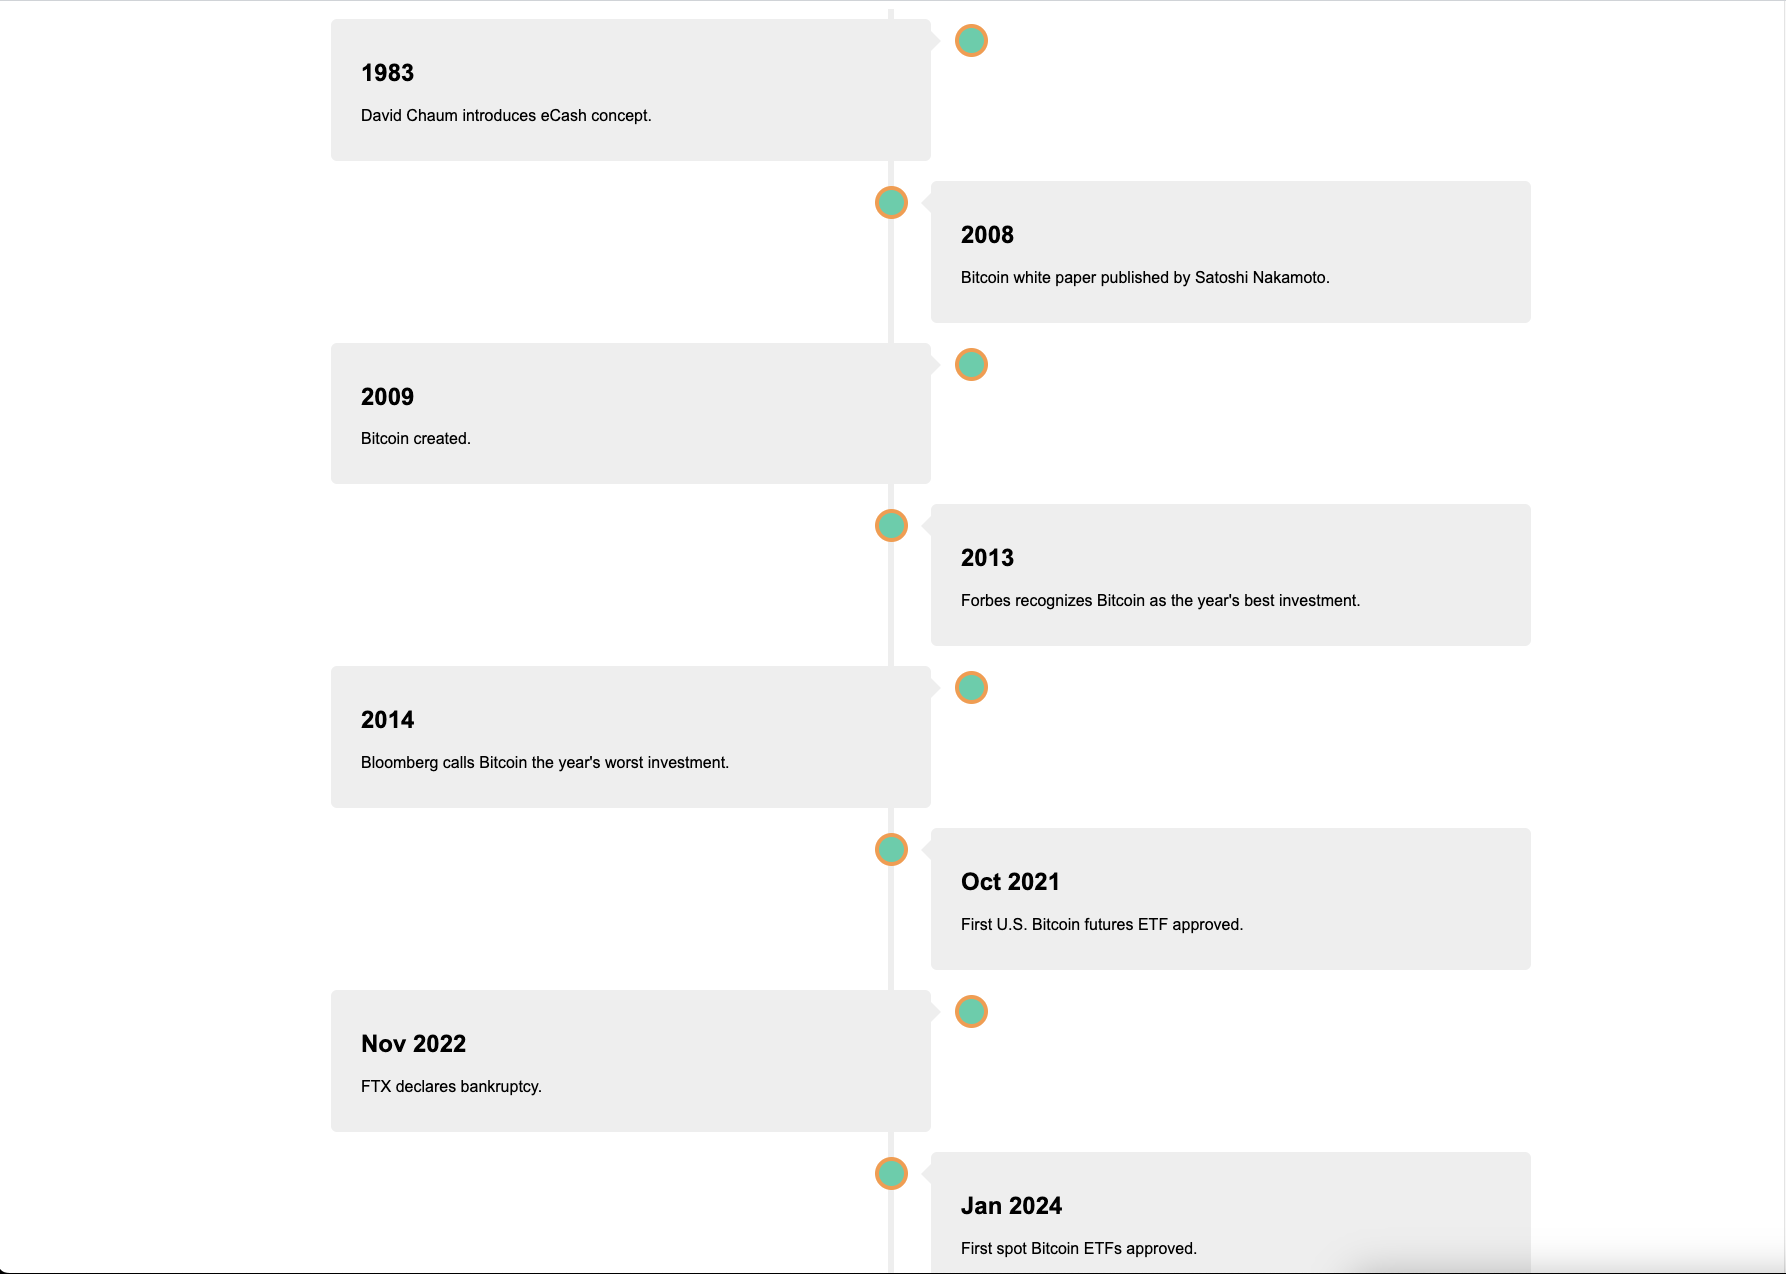 1983
David Chaum introduces eCash concept.
2008
Bitcoin white paper published by Satoshi Nakamoto.
2009
Bitcoin created.
2013
Forbes recognizes Bitcoin as the year's best investment.
2014
Bloomberg calls Bitcoin the year's worst investment.
Oct 2021
First U.S. Bitcoin futures ETF approved.
Nov 2022
FTX declares bankruptcy.
Jan 2024
First spot Bitcoin ETFs approved.